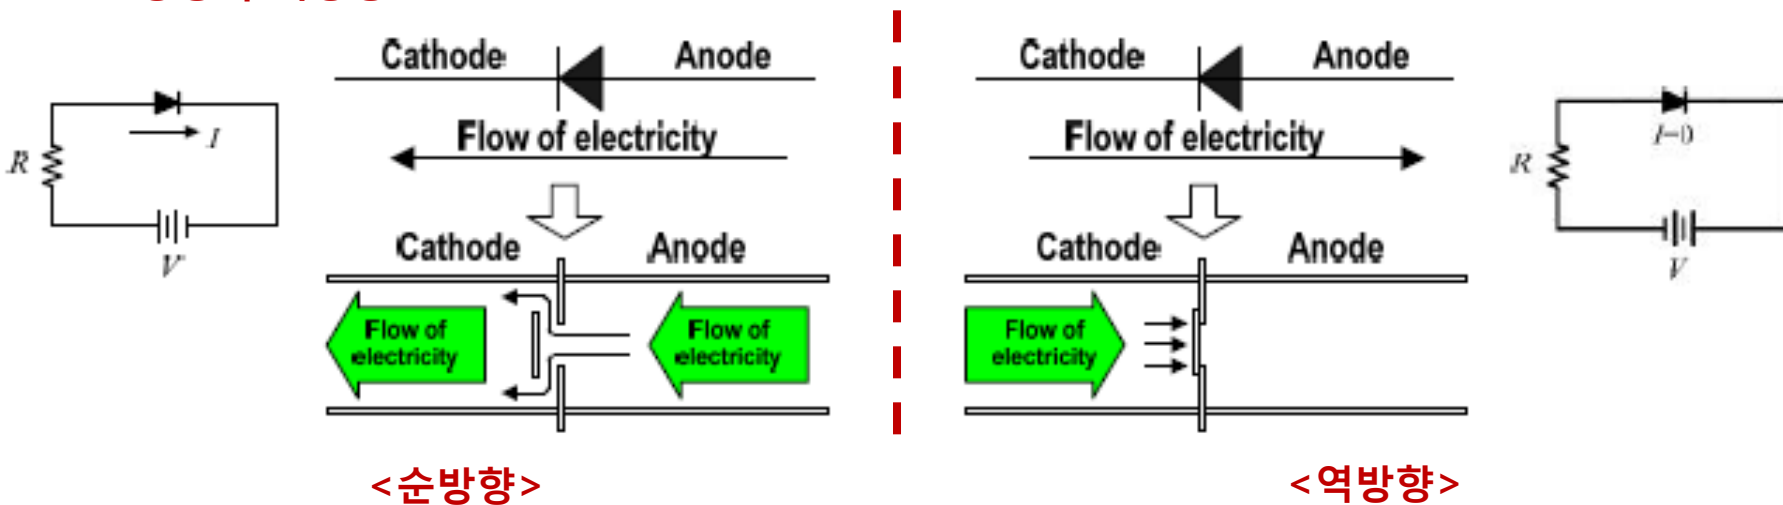 Cathode Anode
Flow of electricity
Cathode Anode
Flow of
electricity
Flow of
electricity
R
I
V
<순방향>
Cathode Anode
Flow of electricity
Cathode Anode
Flow of
electricity
R
I=0
V
<역방향>